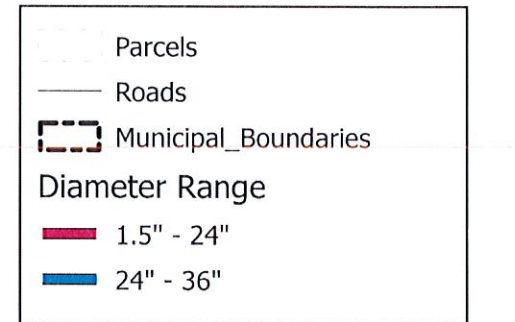 Parcels
Roads
Municipal_Boundaries
Diameter Range
1.5" - 24"
24" - 36"